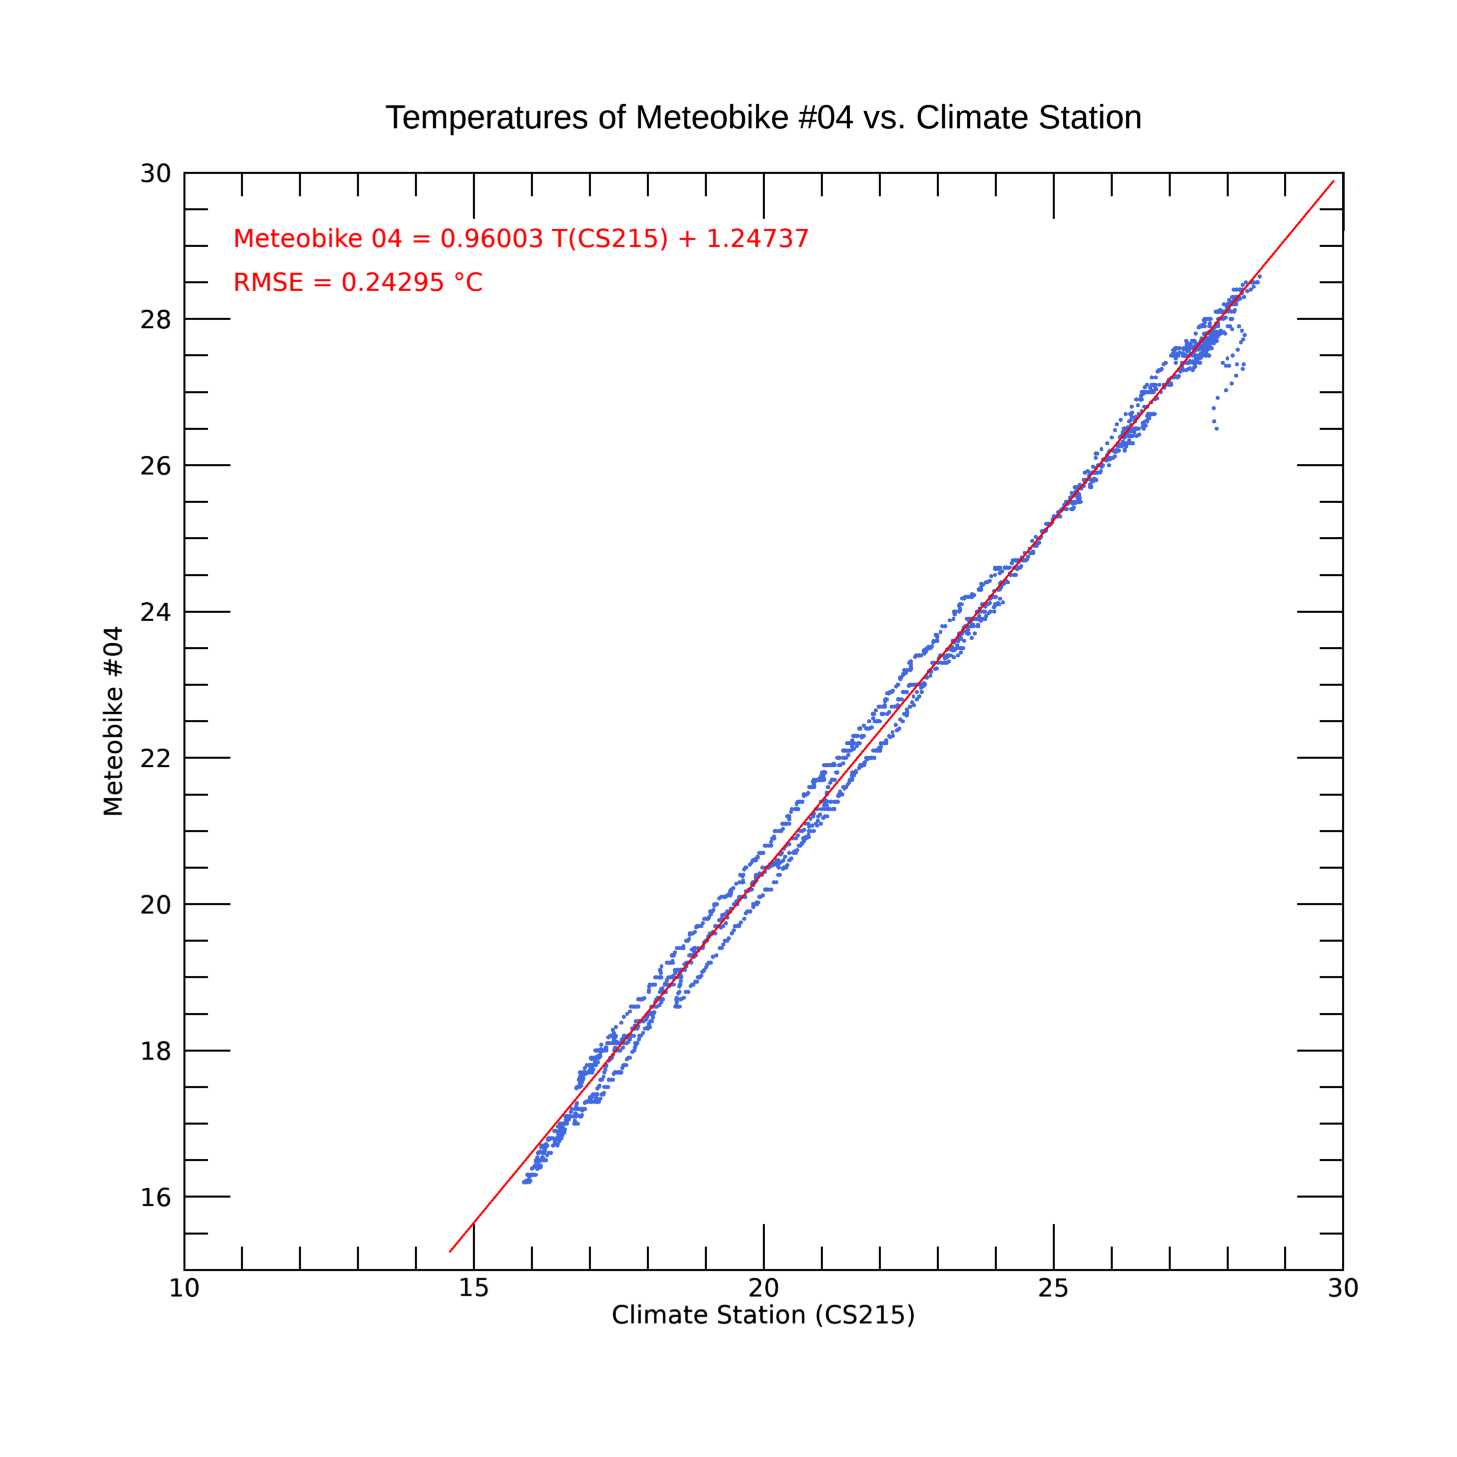 Temperatures of Meteobike #04 vs. Climate Station
30
Meteobike 04 = 0.96003 T(CS215) + 1.24737
RMSE = 0.24295 °C
28
26
24
22
20
18
16
Meteobike #04
10 15 20 25 30
Climate Station (CS215)